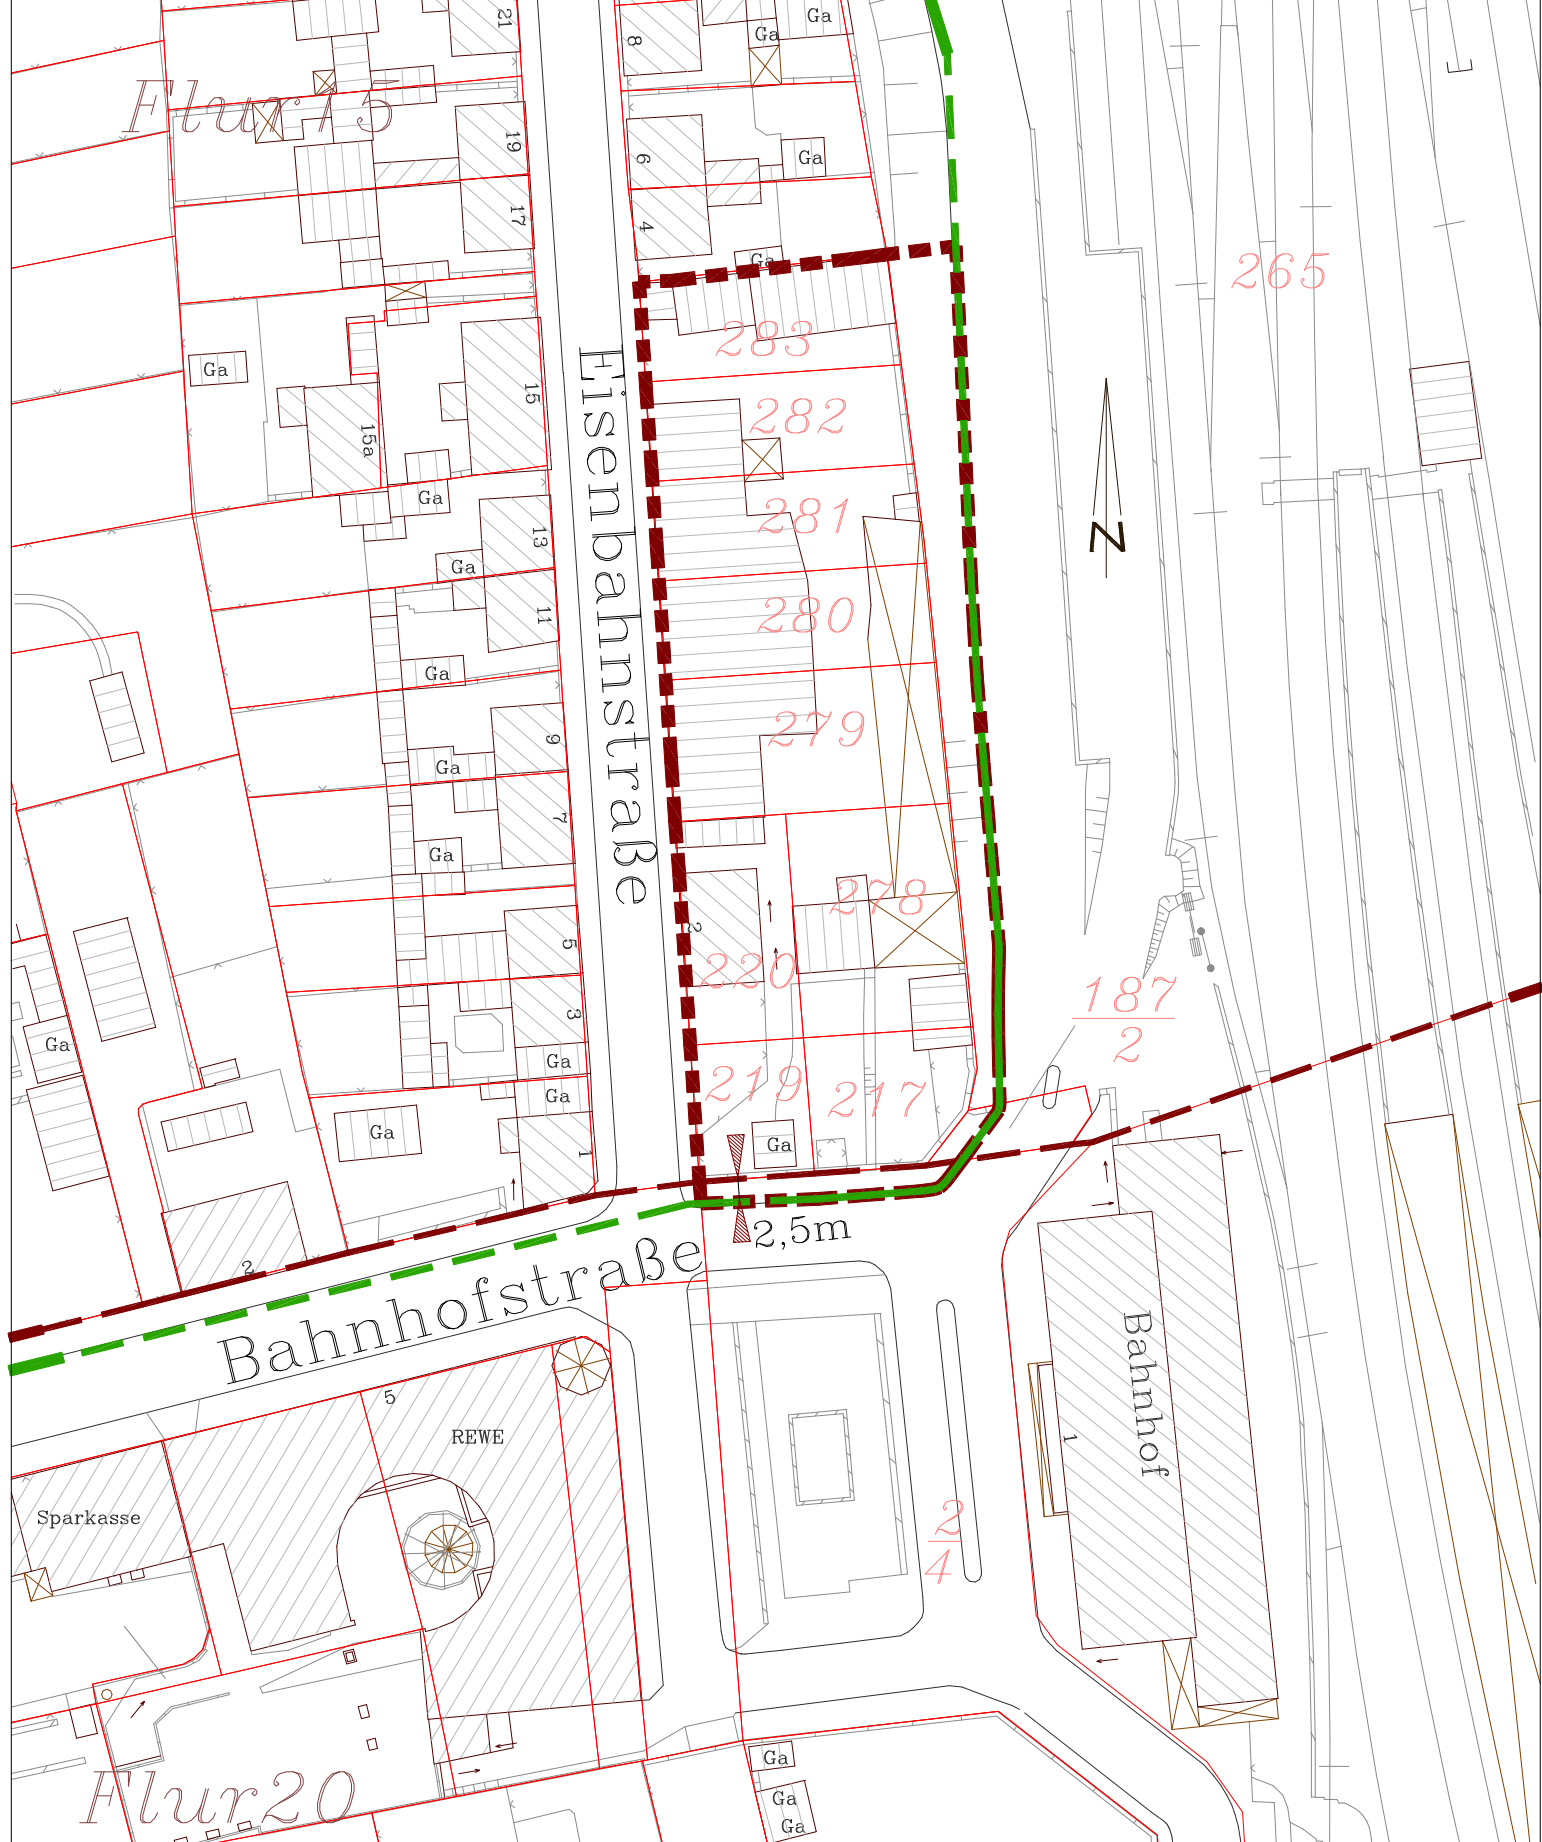 21
8
Ga
Ga
Flur 15
19
6
Ga
17
4
Ga
265
283
Ga
15
282
15a
Ga
Eisenbahnstraße
281
13
N
Ga
11
280
Ga
9
279
Ga
7
Ga
278
2
5
220
187
2
3
Ga
Ga
219
217
Ga
Ga
Ga
1
2,5m
2
Bahnhofstraße
Bahnhof
5
REWE
1
Sparkasse
2
4
Ga
Flur 20
Ga
Ga